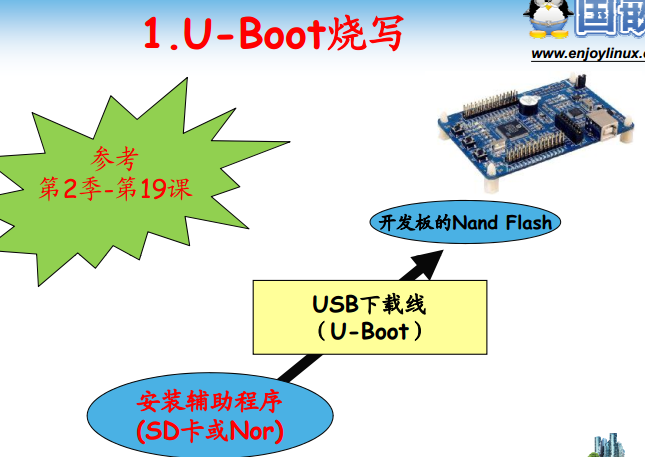 1.U-Boot烧写
国嵌
www.enjoylinux.c
参考
第2季-第19课
开发板的Nand Flash
USB下载线
（U-Boot）
安装辅助程序
(SD卡或Nor)